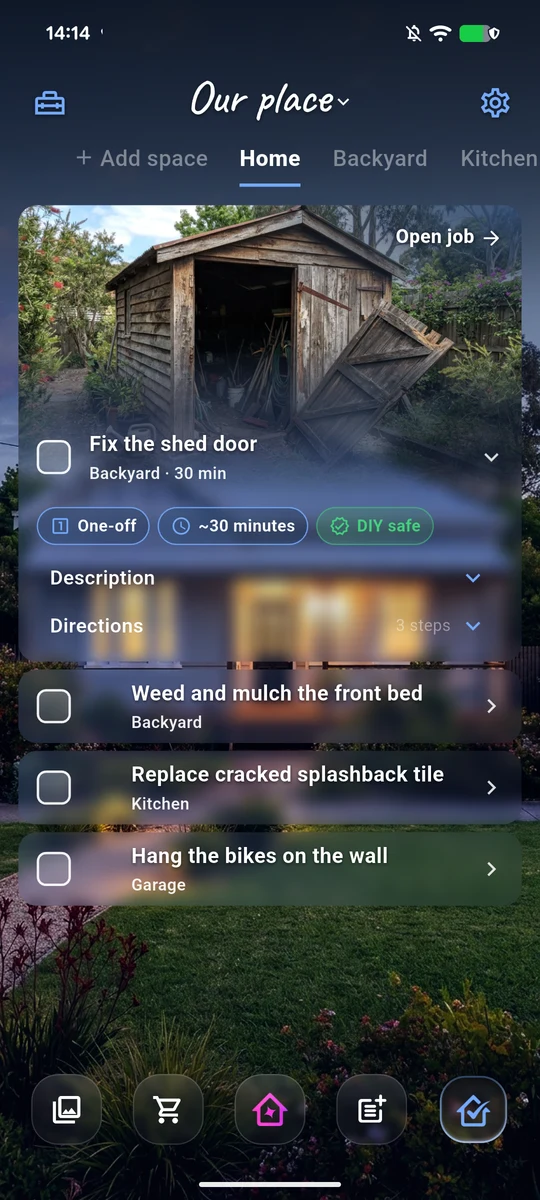 14:14
Our place
+ Add space
Home
Backyard
Kitchen
Open job →
Fix the shed door
Backyard · 30 min
1 One-off
~30 minutes
DIY safe
Description
Directions
3 steps
Weed and mulch the front bed
Backyard
Replace cracked splashback tile
Kitchen
Hang the bikes on the wall
Garage